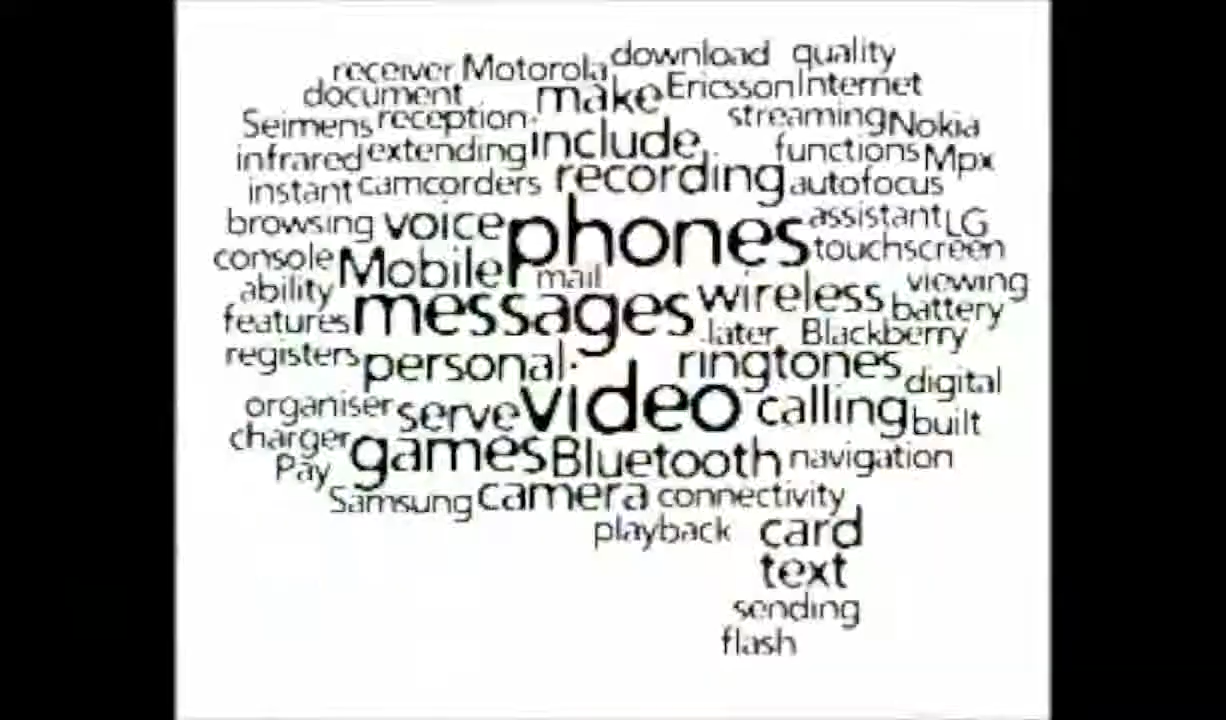 download quality
receiver Motorola
document make Ericsson Internet
Seimens reception streaming Nokia
infrared extending include functions Mpx
instant camcorders recording autofocus
browsing voice phones assistant LG
console Mobile mail touchscreen
ability messages wireless viewing
features later Blackberry battery
registers personal ringtones digital
organiser serve video calling built
charger games Bluetooth navigation
Pay
Samsung camera connectivity
playback card
text
sending
flash